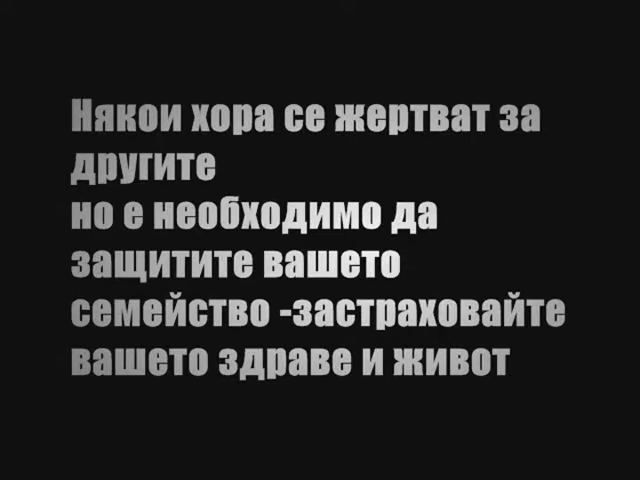 Някои хора се жертват за
другите
но е необходимо да
защитите вашето
семейство -застраховайте
вашето здраве и живот